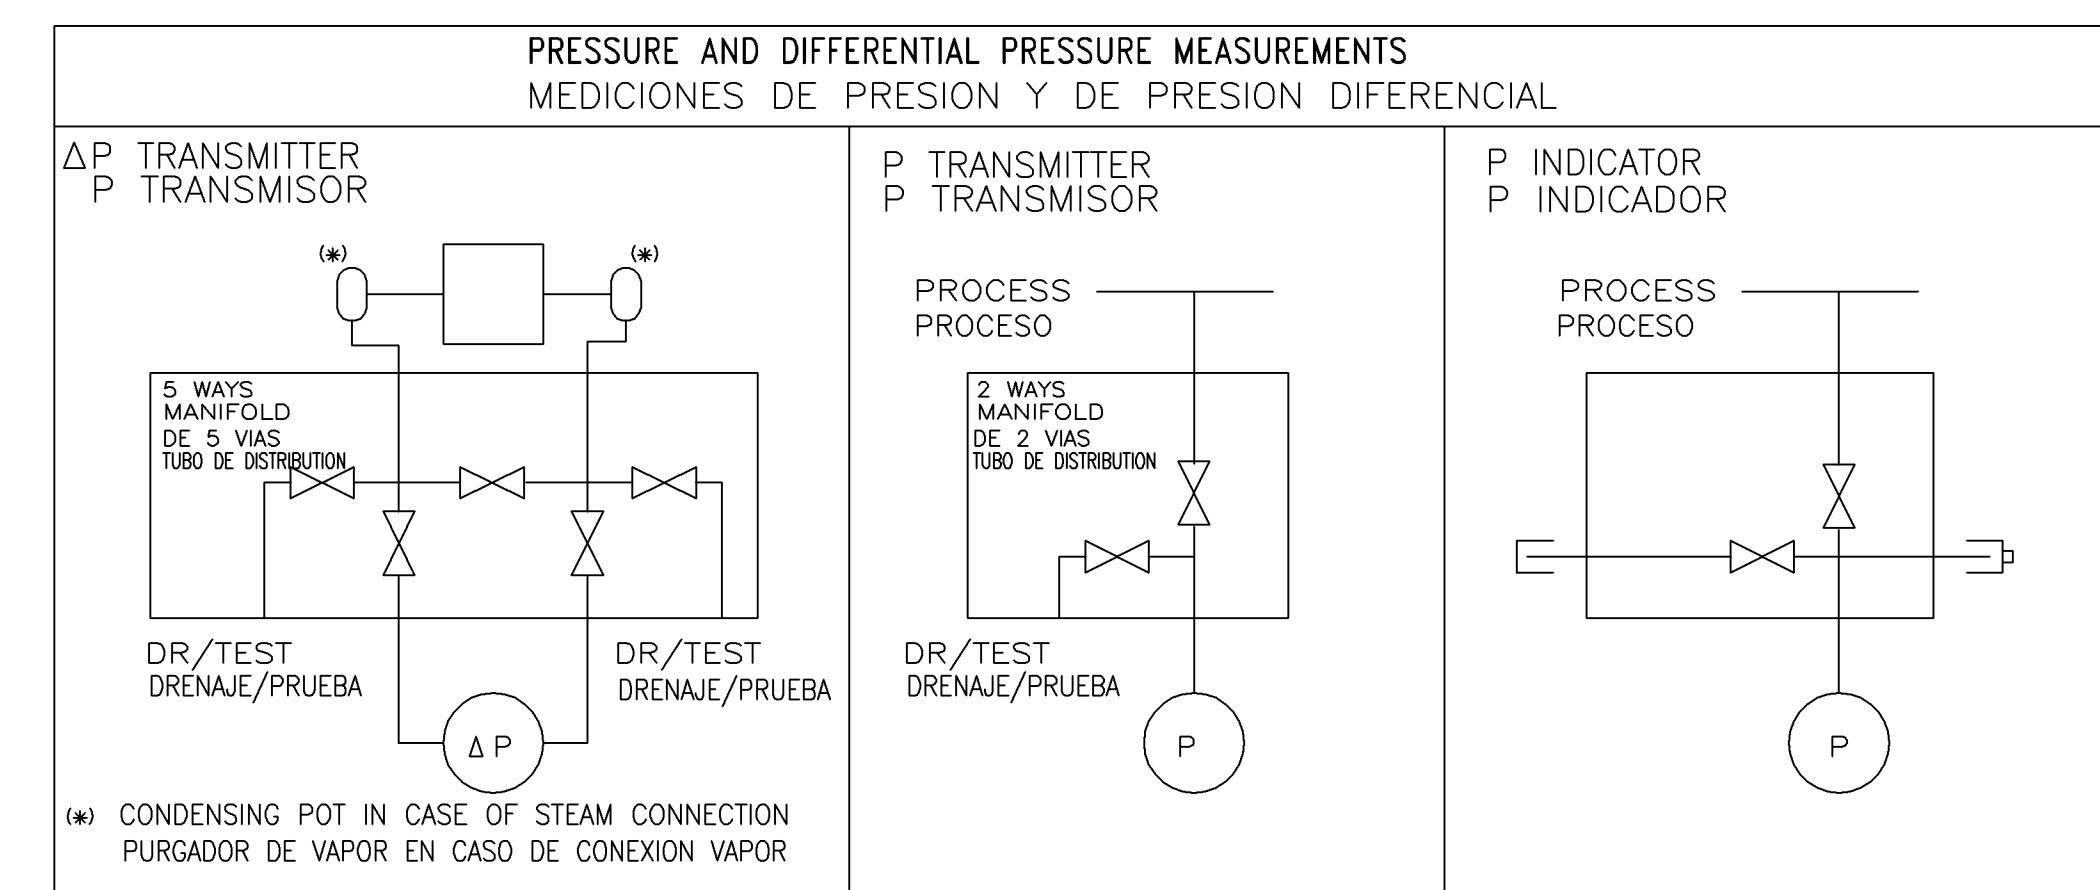 PRESSURE AND DIFFERENTIAL PRESSURE MEASUREMENTS
MEDICIONES DE PRESION Y DE PRESION DIFERENCIAL
ΔP TRANSMITTER
P TRANSMISOR
(*)
(*)
5 WAYS
MANIFOLD
DE 5 VIAS
TUBO DE DISTRIBUTION
DR/TEST
DRENAJE/PRUEBA
DR/TEST
DRENAJE/PRUEBA
Δ P
(*) CONDENSING POT IN CASE OF STEAM CONNECTION
PURGADOR DE VAPOR EN CASO DE CONEXION VAPOR
P TRANSMITTER
P TRANSMISOR
PROCESS
PROCESO
2 WAYS
MANIFOLD
DE 2 VIAS
TUBO DE DISTRIBUTION
DR/TEST
DRENAJE/PRUEBA
P
P INDICATOR
P INDICADOR
PROCESS
PROCESO
P